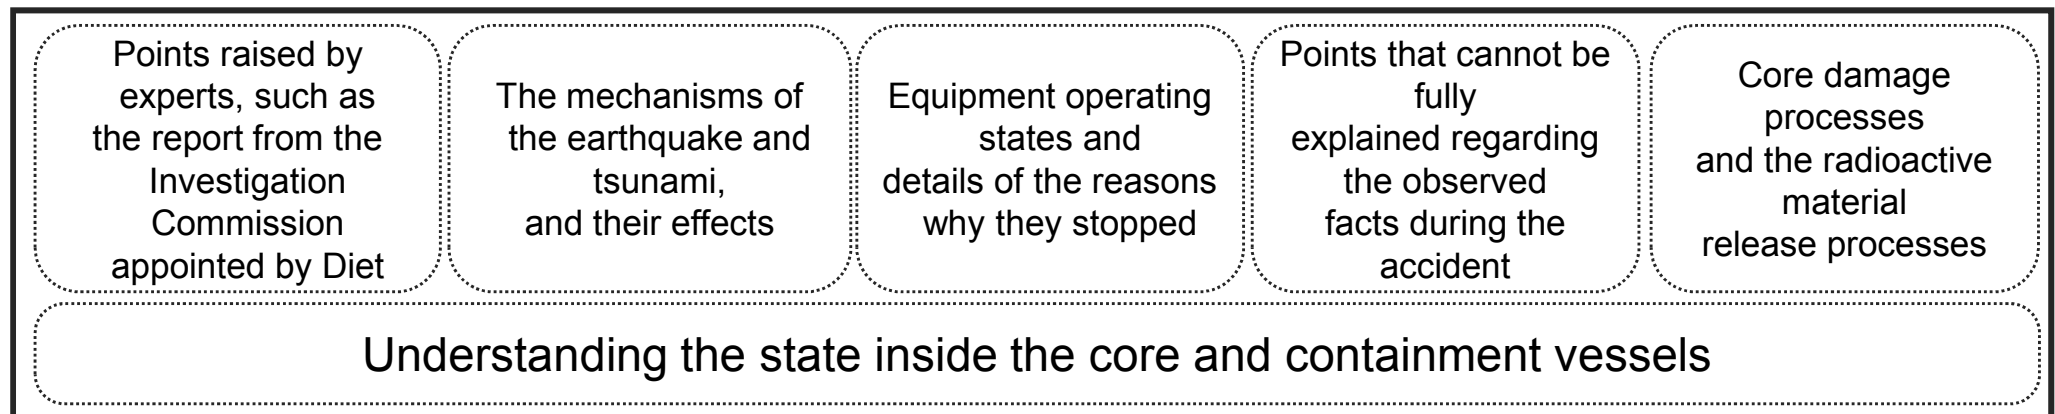 Points raised by
experts, such as
the report from the
Investigation
Commission
appointed by Diet
The mechanisms of
the earthquake and
tsunami,
and their effects
Equipment operating
states and
details of the reasons
why they stopped
Points that cannot be
fully
explained regarding
the observed
facts during the
accident
Core damage
processes
and the radioactive
material
release processes
Understanding the state inside the core and containment vessels